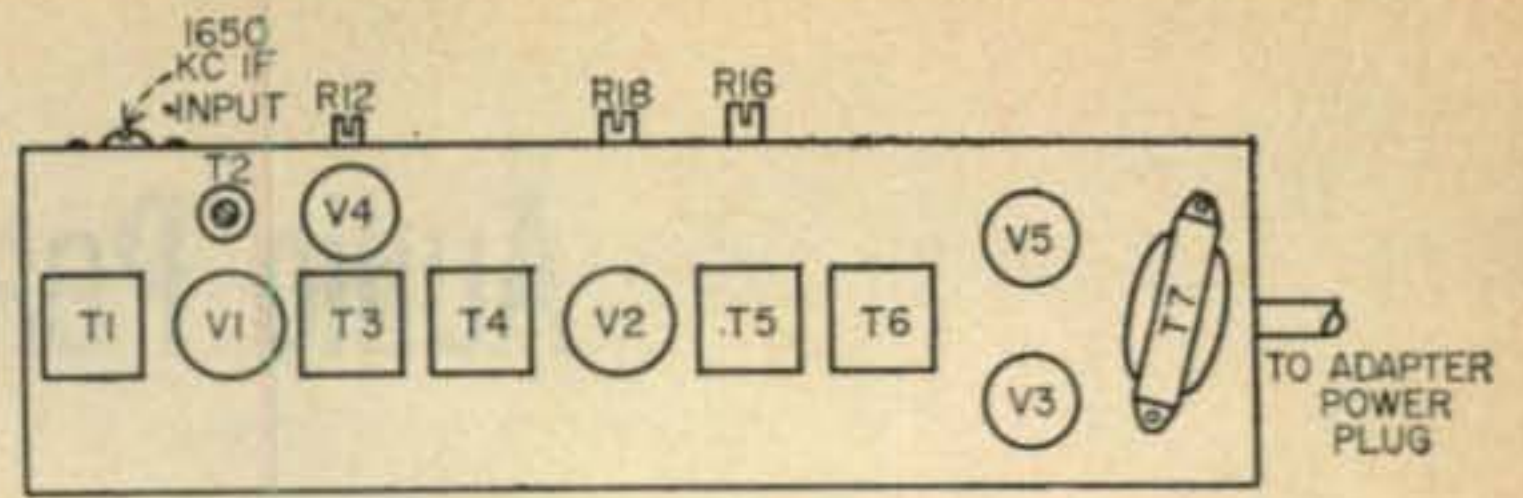 1650
KC IF
INPUT
R12
R18
R16
T2
V4
V5
T1
V1
T3
T4
V2
T5
T6
T7
V3
TO ADAPTER
POWER
PLUG